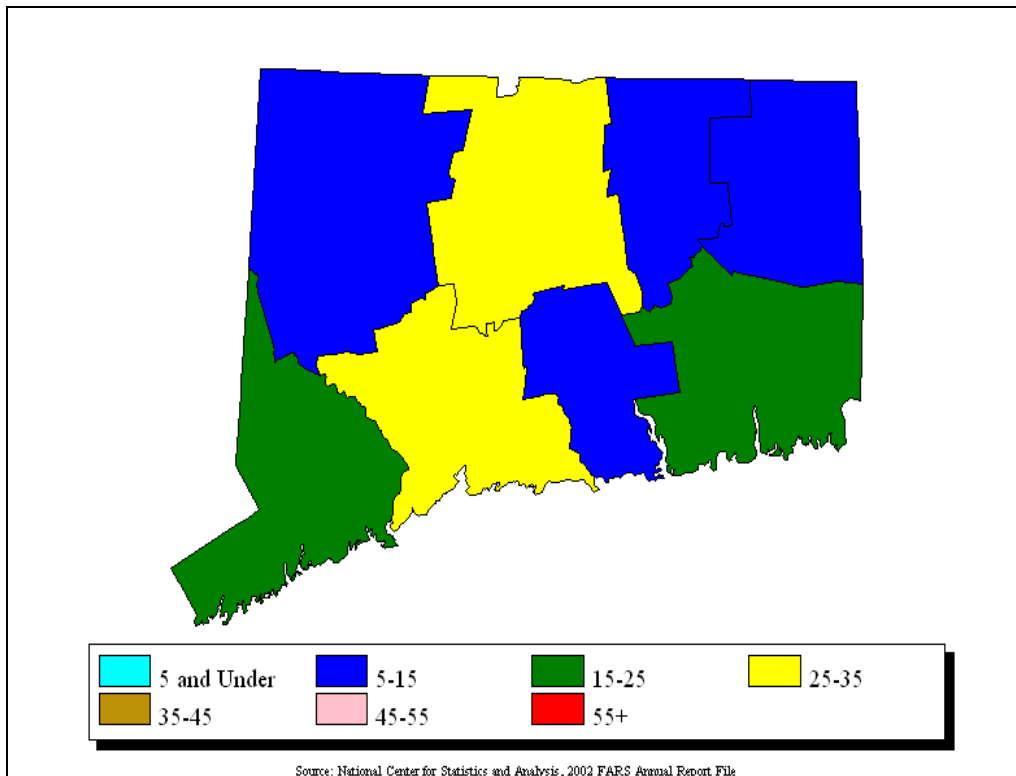 5 and Under 5-15 15-25 25-35
35-45 45-55 55+
Source: National Center for Statistics and Analysis, 2002 FARS Annual Report File